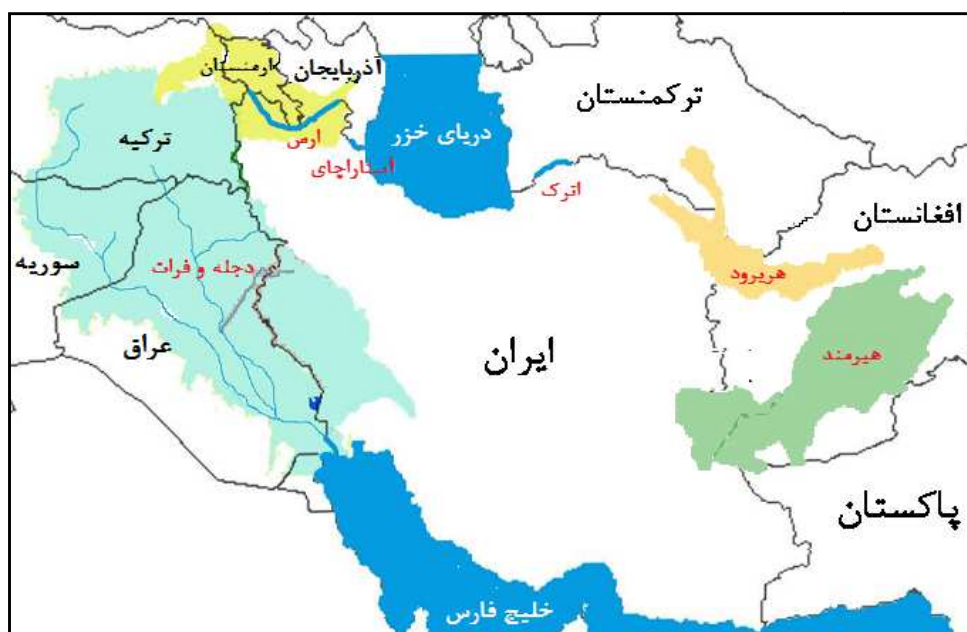 ارمنستان
آذربایجان
ترکیه
ارس
آستاراچای
دریای خزر
ترکمنستان
اترک
افغانستان
سوریه
دجله و فرات
هریرود
عراق
ایران
هیرمند
پاکستان
خلیج فارس